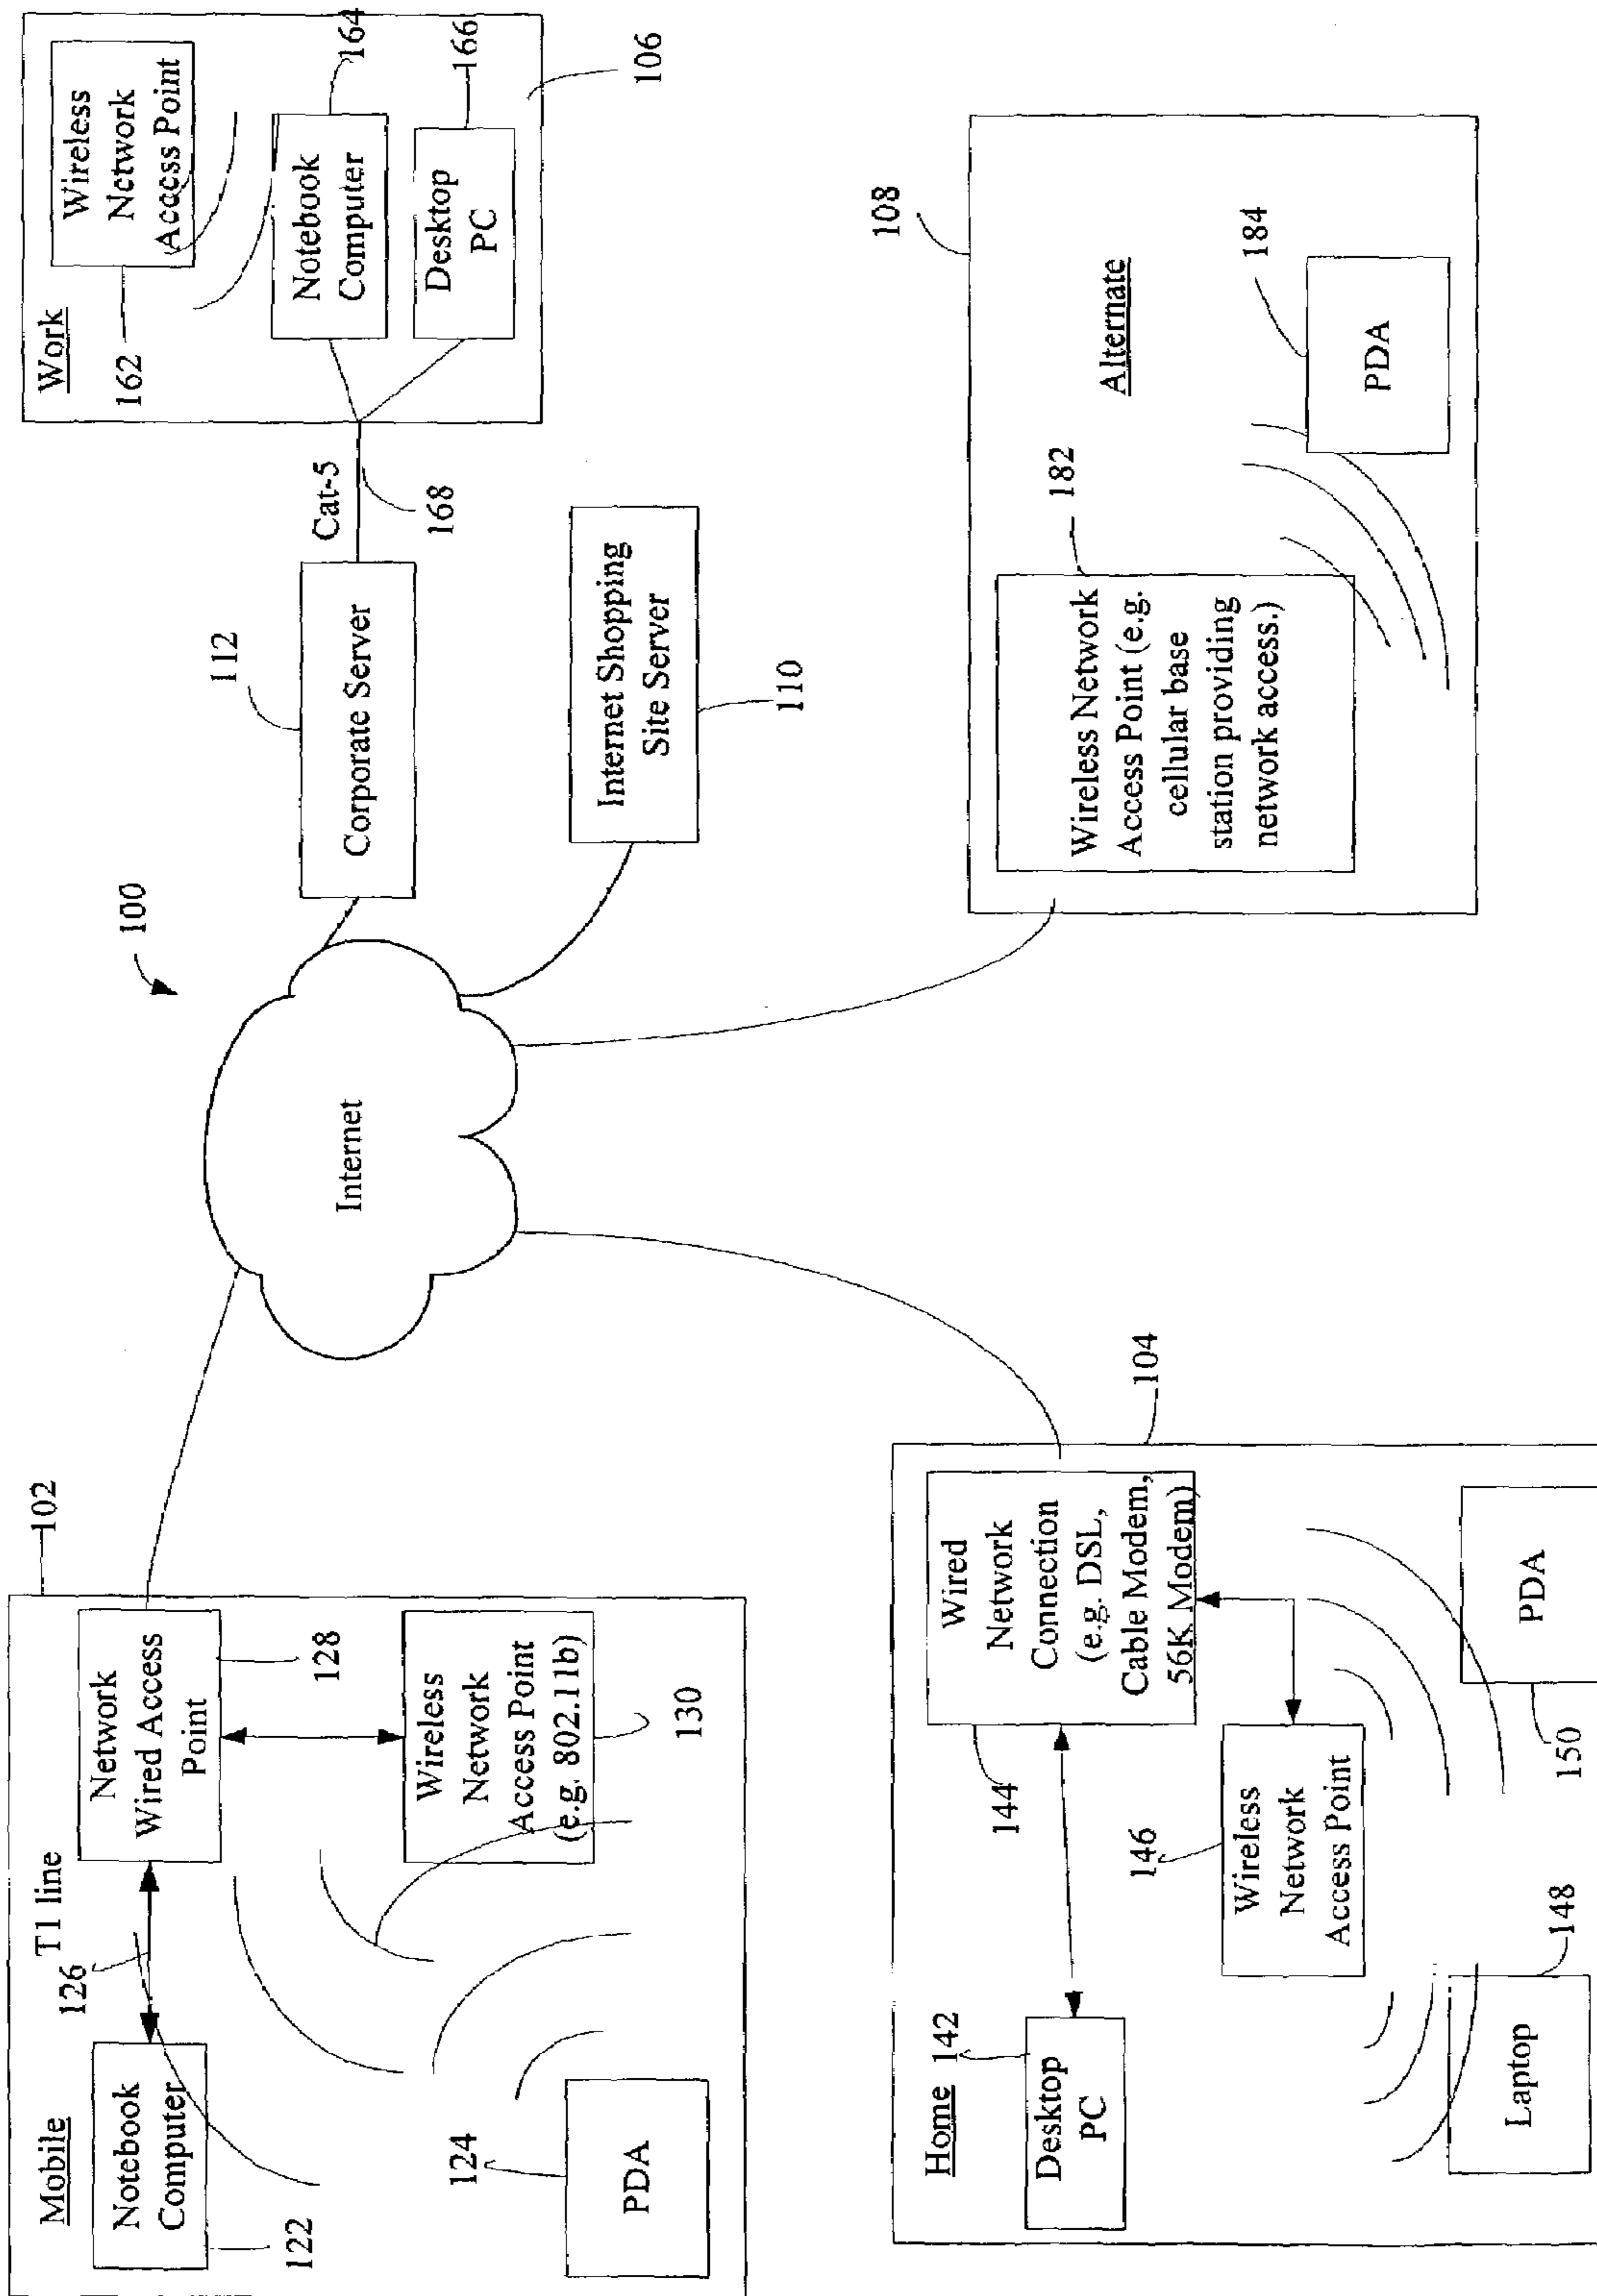 100
102
Mobile
T1 line
126
Notebook
Computer
122
Network
Wired Access
Point
128
124
PDA
Wireless
Network
Access Point
(e.g. 802.11b)
130
Internet
112
Corporate Server
Cat-5
168
Internet Shopping
Site Server
110
Work
162
Wireless
Network
Access Point
Notebook
Computer
164
Desktop
PC
166
106
Home
142
Desktop
PC
144
Wired
Network
Connection
(e.g. DSL,
Cable Modem,
56K Modem)
104
146
Wireless
Network
Access Point
148
Laptop
150
PDA
108
Alternate
182
Wireless Network
Access Point (e.g.
cellular base
station providing
network access.)
184
PDA